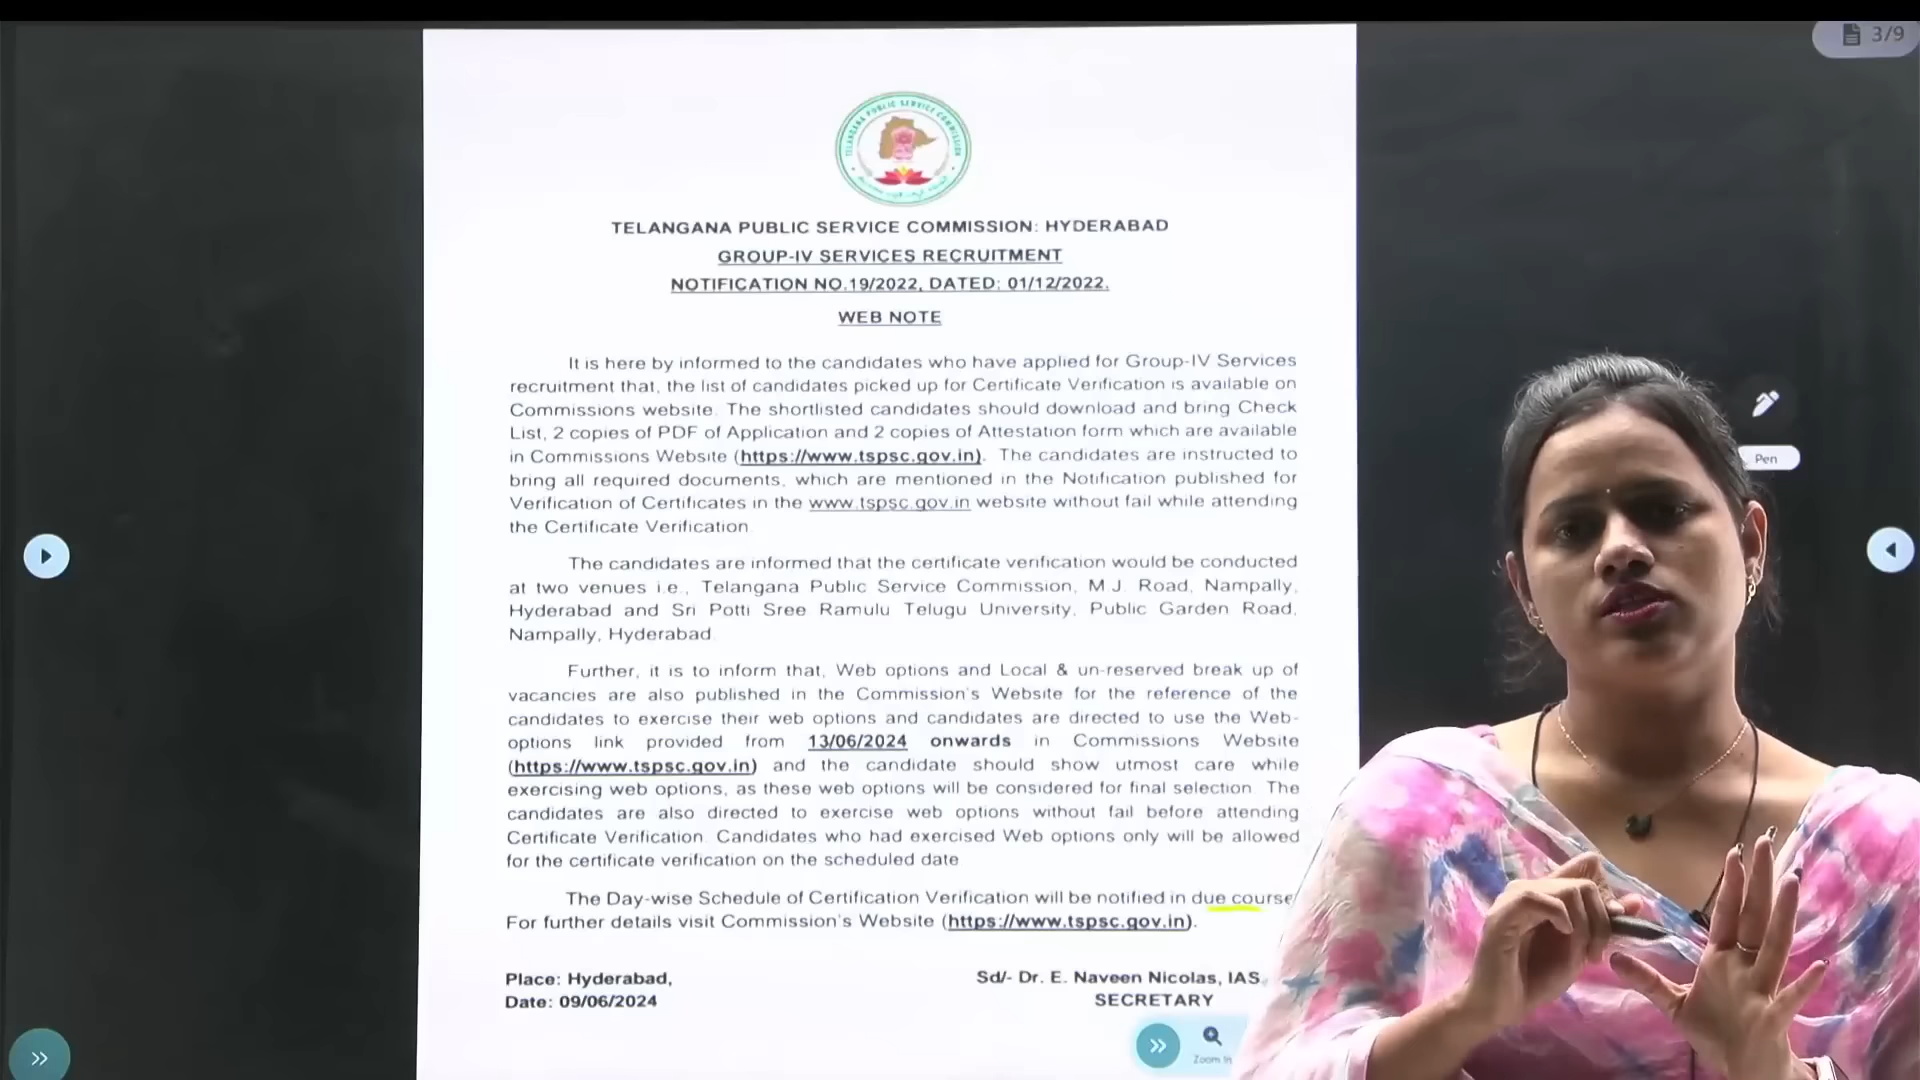 3/9
TELANGANA PUBLIC SERVICE COMMISSION
TELANGANA PUBLIC SERVICE COMMISSION: HYDERABAD
GROUP-IV SERVICES RECRUITMENT
NOTIFICATION NO.19/2022, DATED: 01/12/2022.
WEB NOTE
It is here by informed to the candidates who have applied for Group-IV Services
recruitment that, the list of candidates picked up for Certificate Verification is available on
Commissions website. The shortlisted candidates should download and bring Check
List, 2 copies of PDF of Application and 2 copies of Attestation form which are available
in Commissions Website (https://www.tspsc.gov.in). The candidates are instructed to
bring all required documents, which are mentioned in the Notification published for
Verification of Certificates in the www.tspsc.gov.in website without fail while attending
the Certificate Verification.
The candidates are informed that the certificate verification would be conducted
at two venues i.e., Telangana Public Service Commission, M.J. Road, Nampally,
Hyderabad and Sri Potti Sree Ramulu Telugu University, Public Garden Road,
Nampally, Hyderabad.
Further, it is to inform that, Web options and Local & un-reserved break up of
vacancies are also published in the Commission's Website for the reference of the
candidates to exercise their web options and candidates are directed to use the Web-
options link provided from 13/06/2024 onwards in Commissions Website
(https://www.tspsc.gov.in) and the candidate should show utmost care while
exercising web options, as these web options will be considered for final selection. The
candidates are also directed to exercise web options without fail before attending
Certificate Verification. Candidates who had exercised Web options only will be allowed
for the certificate verification on the scheduled date
The Day-wise Schedule of Certification Verification will be notified in due course
For further details visit Commission's Website (https://www.tspsc.gov.in).
Place: Hyderabad,
Date: 09/06/2024
Sd/- Dr. E. Naveen Nicolas, IAS,
SECRETARY
Pen
Zoom In